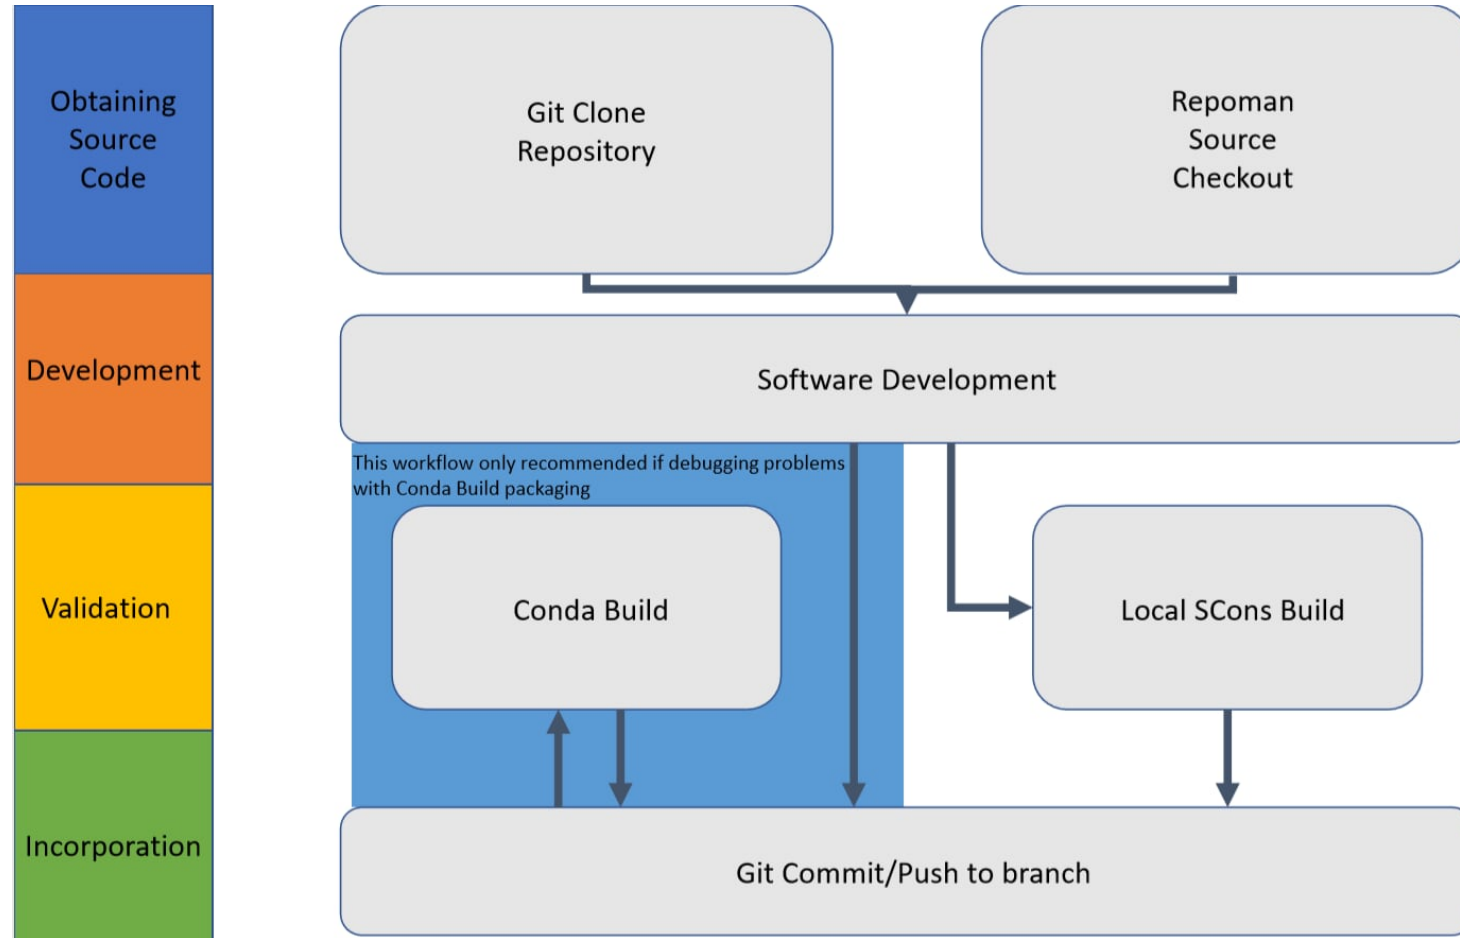 Obtaining
Source
Code
Git Clone
Repository
Repoman
Source
Checkout
Development
Software Development
This workflow only recommended if debugging problems
with Conda Build packaging
Validation
Conda Build
Local SCons Build
Incorporation
Git Commit/Push to branch